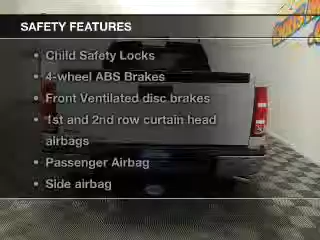 SAFETY FEATURES
• Child Safety Locks
• 4-wheel ABS Brakes
• Front Ventilated disc brakes
• 1st and 2nd row curtain head
airbags
• Passenger Airbag
• Side airbag